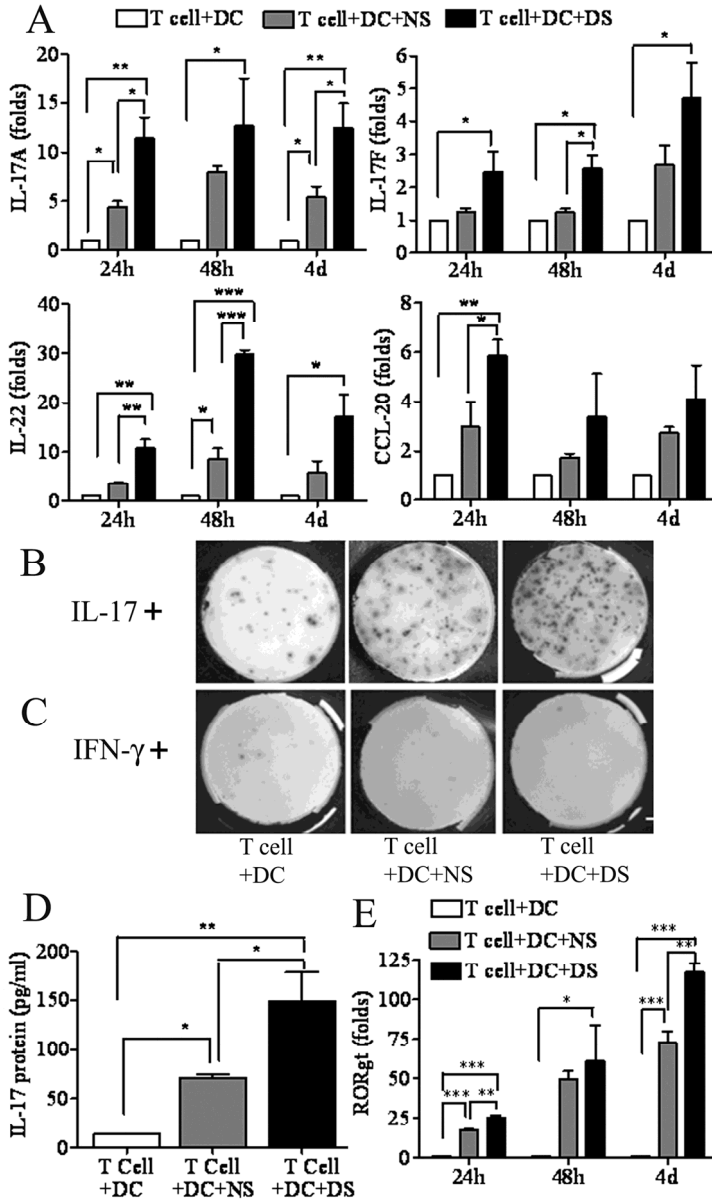 A
T cell+DC T cell+DC+NS T cell+DC+DS
IL-17A (folds)
20
15
10
5
0
** * *
*
** * *
24h 48h 4d
IL-17F (folds)
6
5
4
3
2
1
0
*
* *
*
24h 48h 4d
IL-22 (folds)
40
30
20
10
0
** **
*** *** *
*
24h 48h 4d
CCL-20 (folds)
8
6
4
2
0
** *
24h 48h 4d
B
IL-17 +
C
IFN-γ +
T cell +DC
T cell +DC+NS
T cell +DC+DS
D
IL-17 protein (pg/ml)
200
150
100
50
0
**
*
*
T Cell +DC
T Cell +DC+NS
T Cell +DC+DS
E
T cell+DC
T cell+DC+NS
T cell+DC+DS
RORgt (folds)
125
100
75
50
25
0
*** *** **
*
*** ** ***
24h 48h 4d